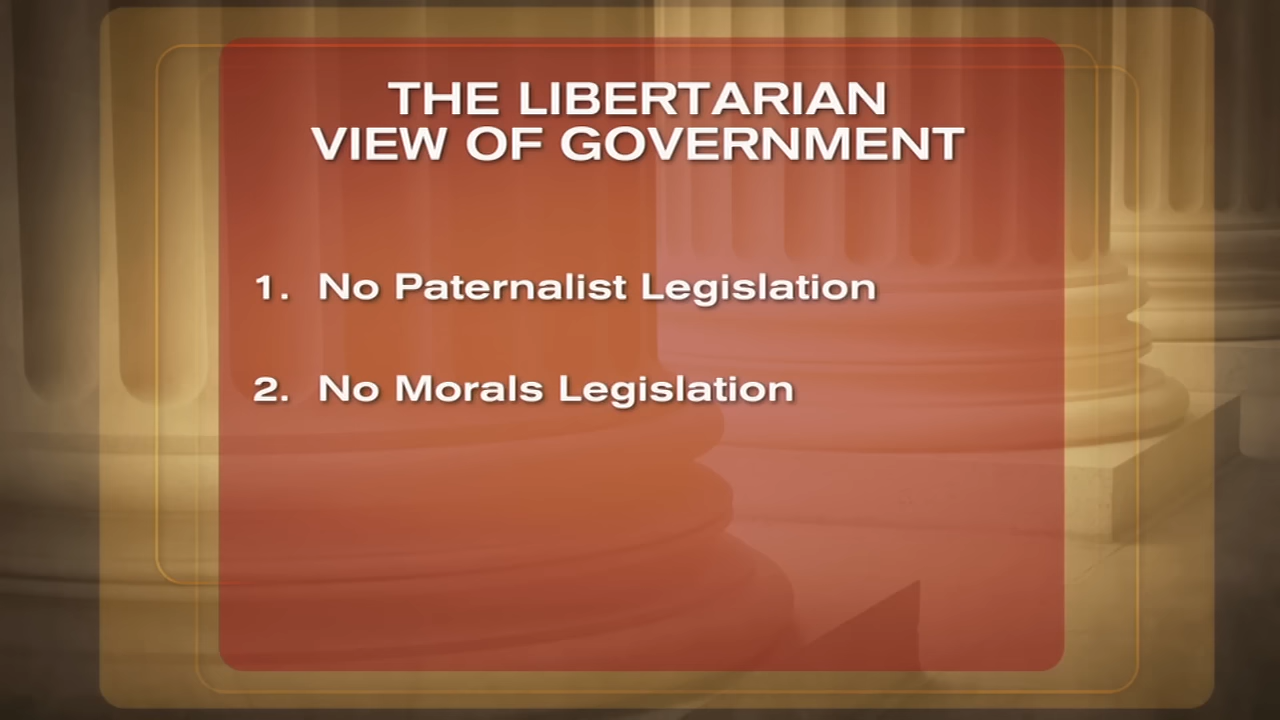 THE LIBERTARIAN
VIEW OF GOVERNMENT
1. No Paternalist Legislation
2. No Morals Legislation